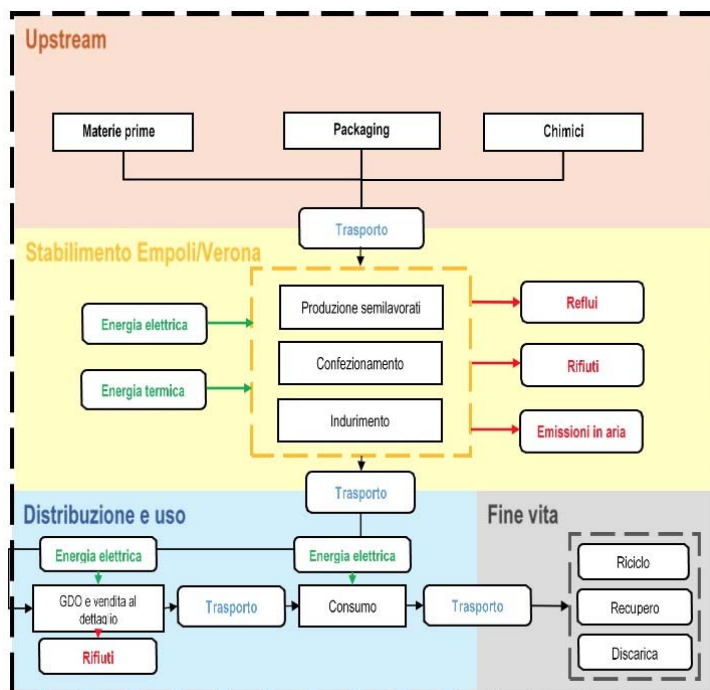 Upstream
Materie prime
Packaging
Chimici
Trasporto
Stabilimento Empoli/Verona
Energia elettrica
Energia termica
Produzione semilavorati
Confezionamento
Indurimento
Reflui
Rifiuti
Emissioni in aria
Trasporto
Distribuzione e uso
Energia elettrica
Energia elettrica
GDO e vendita al
dettaglio
Trasporto
Consumo
Trasporto
Rifiuti
Fine vita
Riciclo
Recupero
Discarica